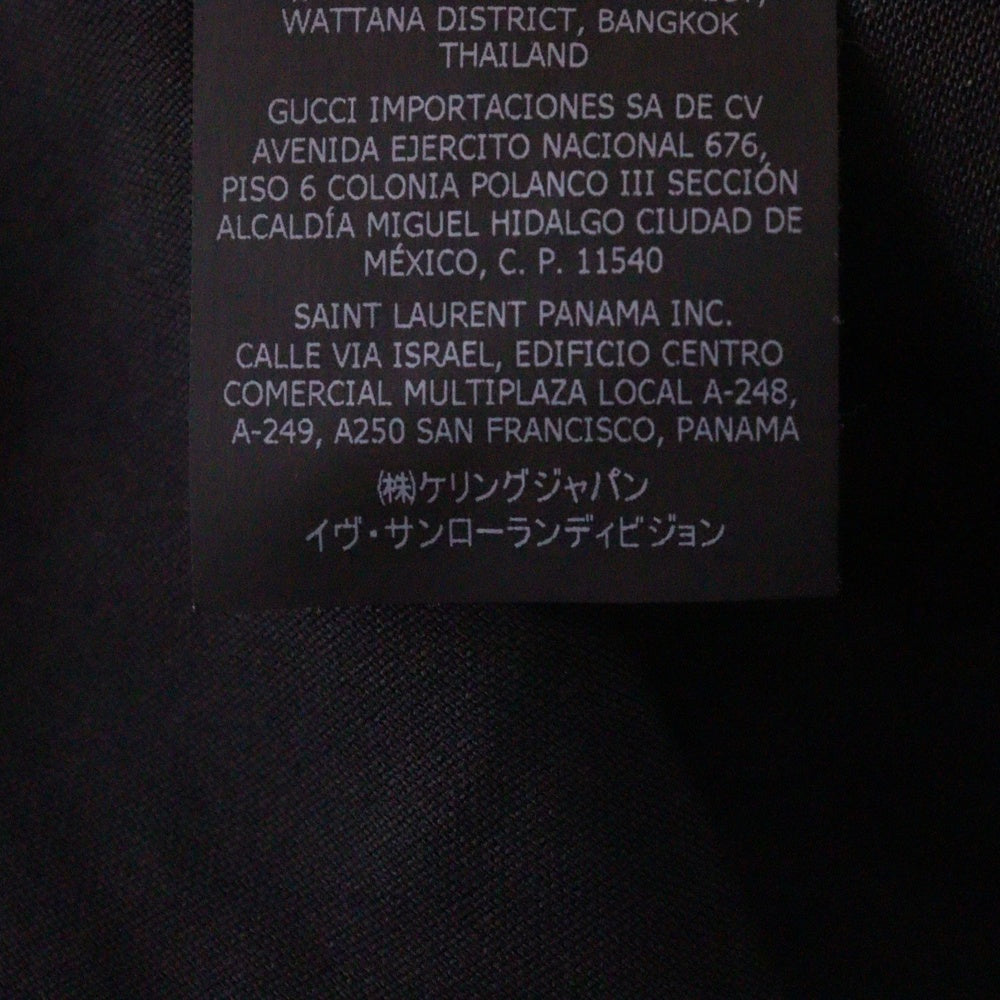 WATTANA DISTRICT, BANGKOK
THAILAND
GUCCI IMPORTACIONES SA DE CV
AVENIDA EJERCITO NACIONAL 676,
PISO 6 COLONIA POLANCO III SECCIÓN
ALCALDÍA MIGUEL HIDALGO CIUDAD DE
MÉXICO, C. P. 11540
SAINT LAURENT PANAMA INC.
CALLE VIA ISRAEL, EDIFICIO CENTRO
COMERCIAL MULTIPLAZA LOCAL A-248,
A-249, A250 SAN FRANCISCO, PANAMA
㈱ケリングジャパン
イヴ・サンローランディビジョン